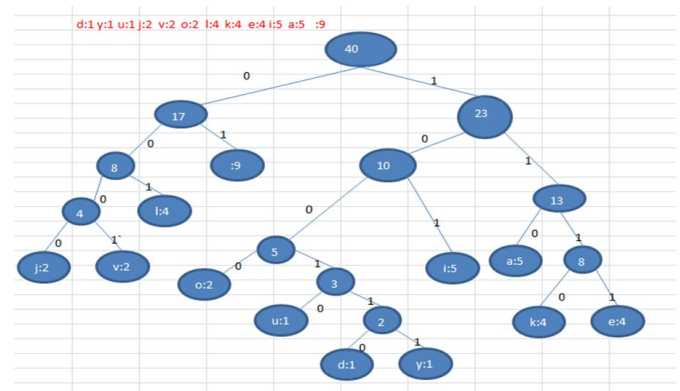 d:1 y:1 u:1 j:2 v:2 o:2 l:4 k:4 e:4 i:5 a:5 :9
40
0 1
17 23
0 1 0 1
8 :9 10 13
0 1 0 1 0 1
4 l:4 5 i:5 a:5 8
0 1` 0 1 0 1
j:2 v:2 o:2 3 k:4 e:4
0 1
u:1 2
0 1
d:1 y:1